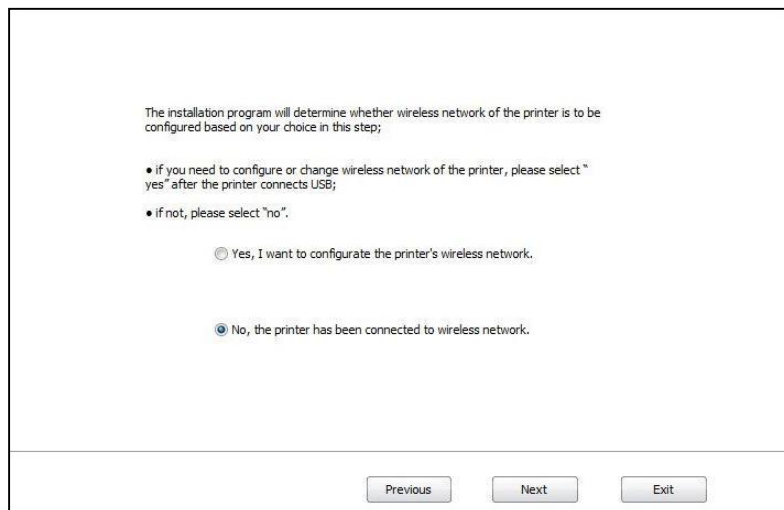 The installation program will determine whether wireless network of the printer is to be
configured based on your choice in this step;
● if you need to configure or change wireless network of the printer, please select “
yes” after the printer connects USB;
● if not, please select “no”.
Yes, I want to configurate the printer's wireless network.
No, the printer has been connected to wireless network.
Previous Next Exit